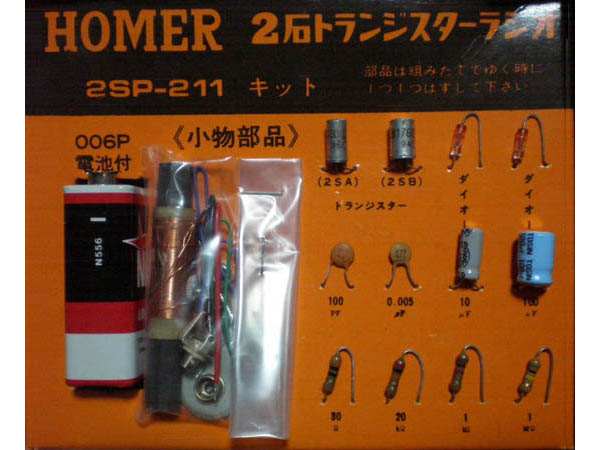 HOMER 2石トランジスターラジオ
2SP-211 キット
部品は組みたててゆく時に
1つ1つはずして下さい
006P
電池付
《小物部品》
(2SA)
(2SB)
トランジスター
ダイオー
ダイオー
N556
100
PF
0.005
μF
10
μF
100
μF
30
Ω
20
kΩ
1
MΩ
1
MΩ